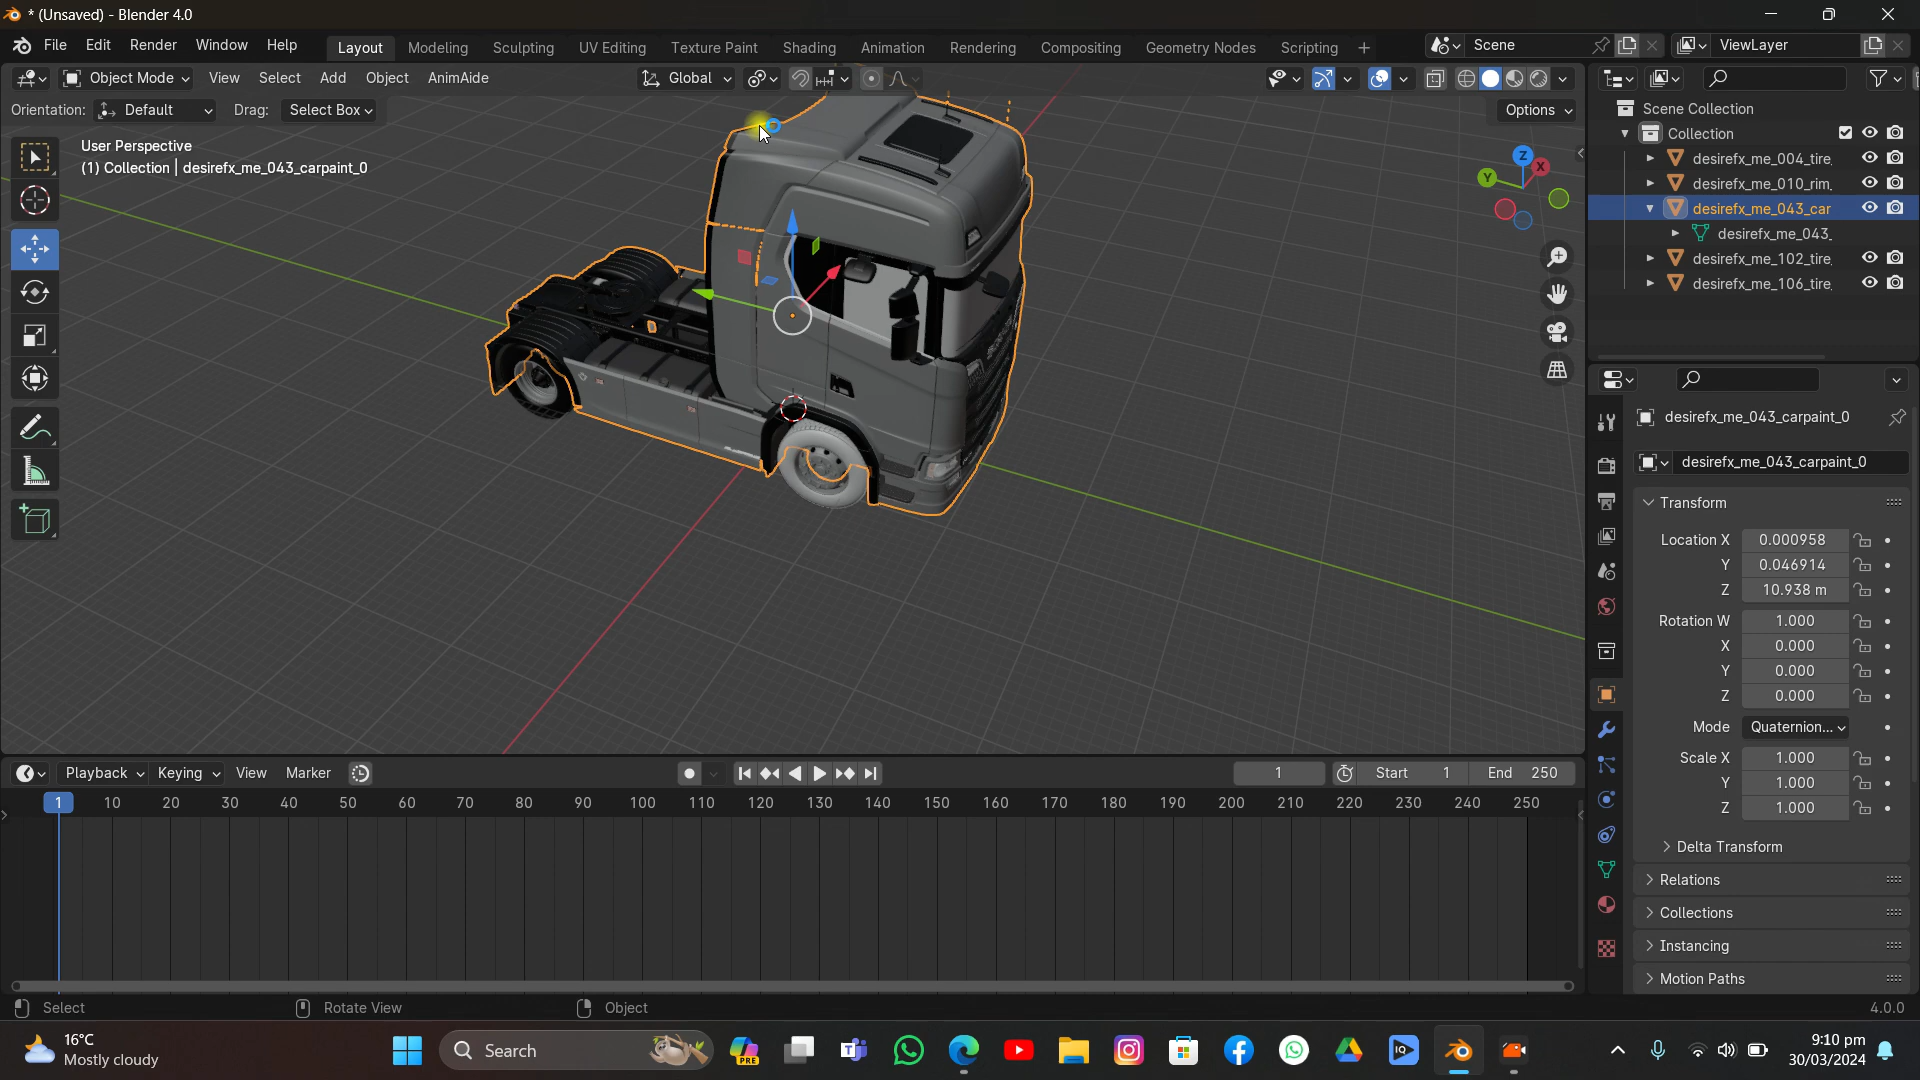 * (Unsaved) - Blender 4.0
File Edit Render Window Help
Layout Modeling Sculpting UV Editing Texture Paint Shading Animation Rendering Compositing Geometry Nodes Scripting
Scene
ViewLayer
Object Mode View Select Add Object AnimAide
Global
Orientation: Default Drag: Select Box
Options
User Perspective
(1) Collection | desirefx_me_043_carpaint_0
Z
X
Y
Scene Collection
Collection
desirefx_me_004_tire
desirefx_me_010_rim_
desirefx_me_043_car
desirefx_me_043_
desirefx_me_102_tire
desirefx_me_106_tire
desirefx_me_043_carpaint_0
desirefx_me_043_carpaint_0
Transform
Location X 0.000958
Y 0.046914
Z 10.938 m
Rotation W 1.000
X 0.000
Y 0.000
Z 0.000
Mode Quaternion...
Scale X 1.000
Y 1.000
Z 1.000
Delta Transform
Relations
Collections
Instancing
Motion Paths
Playback Keying View Marker
1 Start 1 End 250
1 10 20 30 40 50 60 70 80 90 100 110 120 130 140 150 160 170 180 190 200 210 220 230 240 250
Select Rotate View Object
4.0.0
16°C
Mostly cloudy
Search
PRE
IQ
9:10 pm
30/03/2024